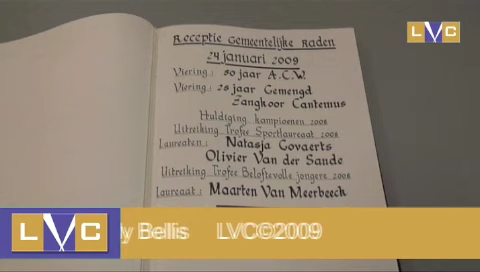 Receptie Gemeentelijke Raden
24 januari 2009
Viering: 30 jaar A.C.W.
Viering: 25 jaar Gemengd
Zangkoor Cantemus
Huldiging kampioenen 2008
Uitreiking Trofee Sportlaureaat 2008
Laureaten: Natasja Govaerts
Olivier Van der Sande
Uitreiking Trofee Beloftevolle jongere 2008
Laureaat: Maarten Van Meerbeeck
LVC
LVC
y Bellis LVC©2009